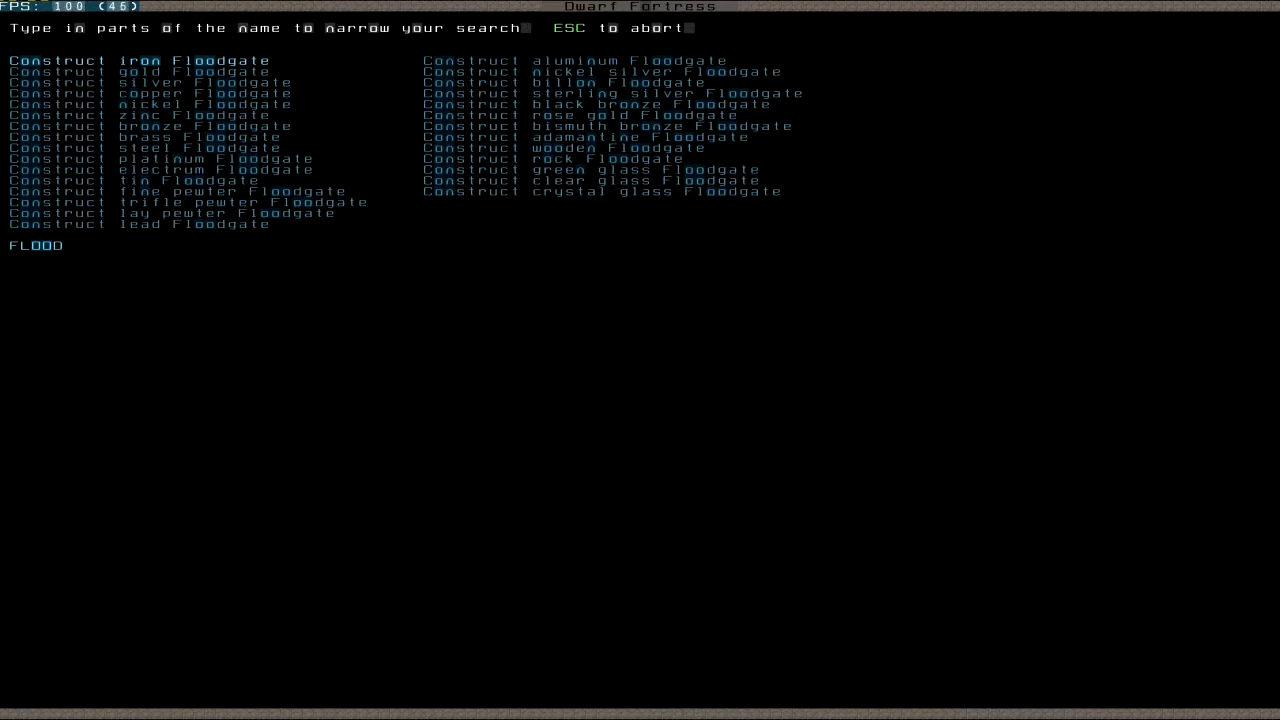 FPS: 100 (46)
Dwarf Fortress
Type in parts of the name to narrow your search. ESC to abort.
Construct iron Floodgate
Construct gold Floodgate
Construct silver Floodgate
Construct copper Floodgate
Construct nickel Floodgate
Construct zinc Floodgate
Construct bronze Floodgate
Construct brass Floodgate
Construct steel Floodgate
Construct platinum Floodgate
Construct electrum Floodgate
Construct tin Floodgate
Construct fine pewter Floodgate
Construct trifle pewter Floodgate
Construct lay pewter Floodgate
Construct lead Floodgate
Construct aluminum Floodgate
Construct nickel silver Floodgate
Construct billon Floodgate
Construct sterling silver Floodgate
Construct black bronze Floodgate
Construct rose gold Floodgate
Construct bismuth bronze Floodgate
Construct adamantine Floodgate
Construct wooden Floodgate
Construct rock Floodgate
Construct green glass Floodgate
Construct clear glass Floodgate
Construct crystal glass Floodgate
FLOOD